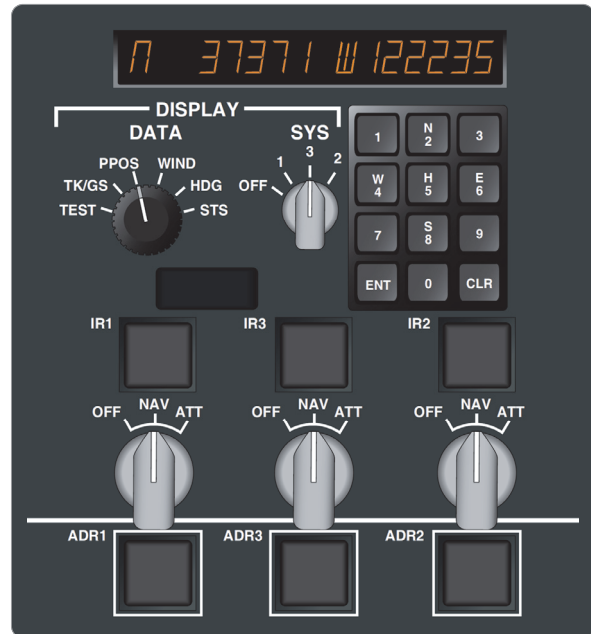 N 37371 W 122235
DISPLAY
DATA SYS
PPOS WIND
TK/GS HDG
TEST STS
OFF 1 3 2
1 N 2 3
W 4 H 5 E 6
7 S 8 9
ENT 0 CLR
IR1 IR3 IR2
OFF NAV ATT OFF NAV ATT OFF NAV ATT
ADR1 ADR3 ADR2